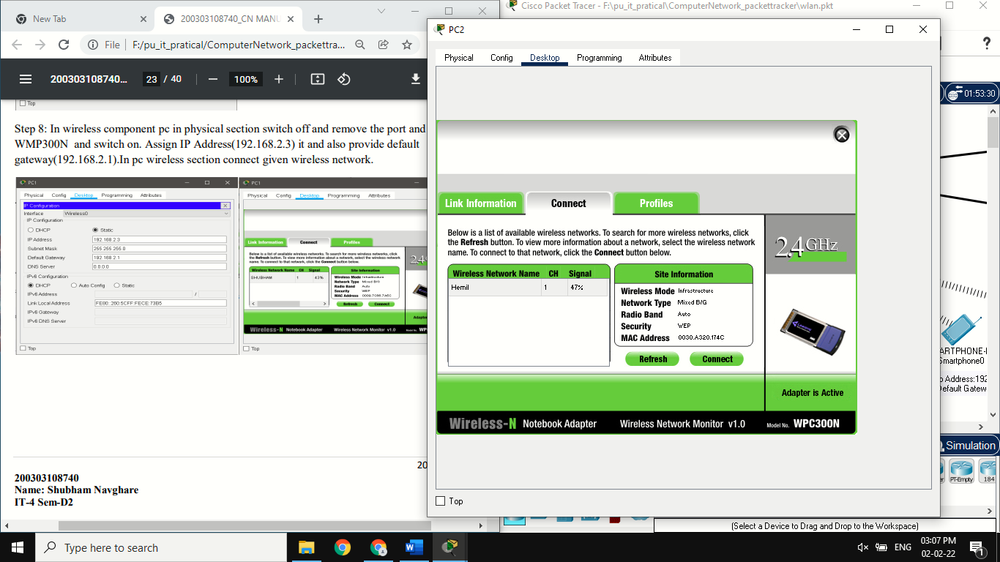 New Tab
200303108740_CN MANU
Cisco Packet Tracer - F:\pu_it_pratical\ComputerNetwork_packettracker\wlan.pkt
File
F:/pu_it_pratical/ComputerNetwork_packettra...
200303108740...
23 / 40
100%
Top
Step 8: In wireless component pc in physical section switch off and remove the port and
WMP300N and switch on. Assign IP Address(192.168.2.3) it and also provide default
gateway(192.168.2.1).In pc wireless section connect given wireless network.
PC1
Physical Config Desktop Programming Attributes
IP Configuration X
Interface Wireless0
IP Configuration
DHCP Static
IP Address 192.168.2.3
Subnet Mask 255.255.255.0
Default Gateway 192.168.2.1
DNS Server 0.0.0.0
IPv6 Configuration
DHCP Auto Config Static
IPv6 Address /
Link Local Address FE80::260:5CFF:FECE:73B5
IPv6 Gateway
IPv6 DNS Server
Top
PC1
Physical Config Desktop Programming Attributes
Link Information Connect Profiles
Below is a list of available wireless networks. To search for more wireless networks, click
the Refresh button. To view more information about a network, select the wireless network
name. To connect to that network, click the Connect button below.
2.4
Wireless Network Name CH Signal
SHUBHAM 1 43%
Site Information
Wireless Mode Infrastructure
Network Type Mixed B/G
Radio Band Auto
Security WEP
MAC Address
Refresh Connect
Adapter
Wireless-N Notebook Adapter Wireless Network Monitor v1.0 Model No. WP
Top
20
200303108740
Name: Shubham Navghare
IT-4 Sem-D2
PC2
Physical Config Desktop Programming Attributes
Link Information Connect Profiles
Below is a list of available wireless networks. To search for more wireless networks, click
the Refresh button. To view more information about a network, select the wireless network
name. To connect to that network, click the Connect button below.
2.4GHz
Wireless Network Name CH Signal
Hemil 1 47%
Site Information
Wireless Mode Infrastructure
Network Type Mixed B/G
Radio Band Auto
Security WEP
MAC Address 0030.A320.174C
Refresh Connect
Adapter is Active
Wireless-N Notebook Adapter Wireless Network Monitor v1.0 Model No. WPC300N
Top
?
01:53:30
ARTPHONE-
Smartphone0
Address:192
Default Gatew
Simulation
PT-Empty
184
(Select a Device to Drag and Drop to the Workspace)
Type here to search
ENG
03:07 PM
02-02-22
1